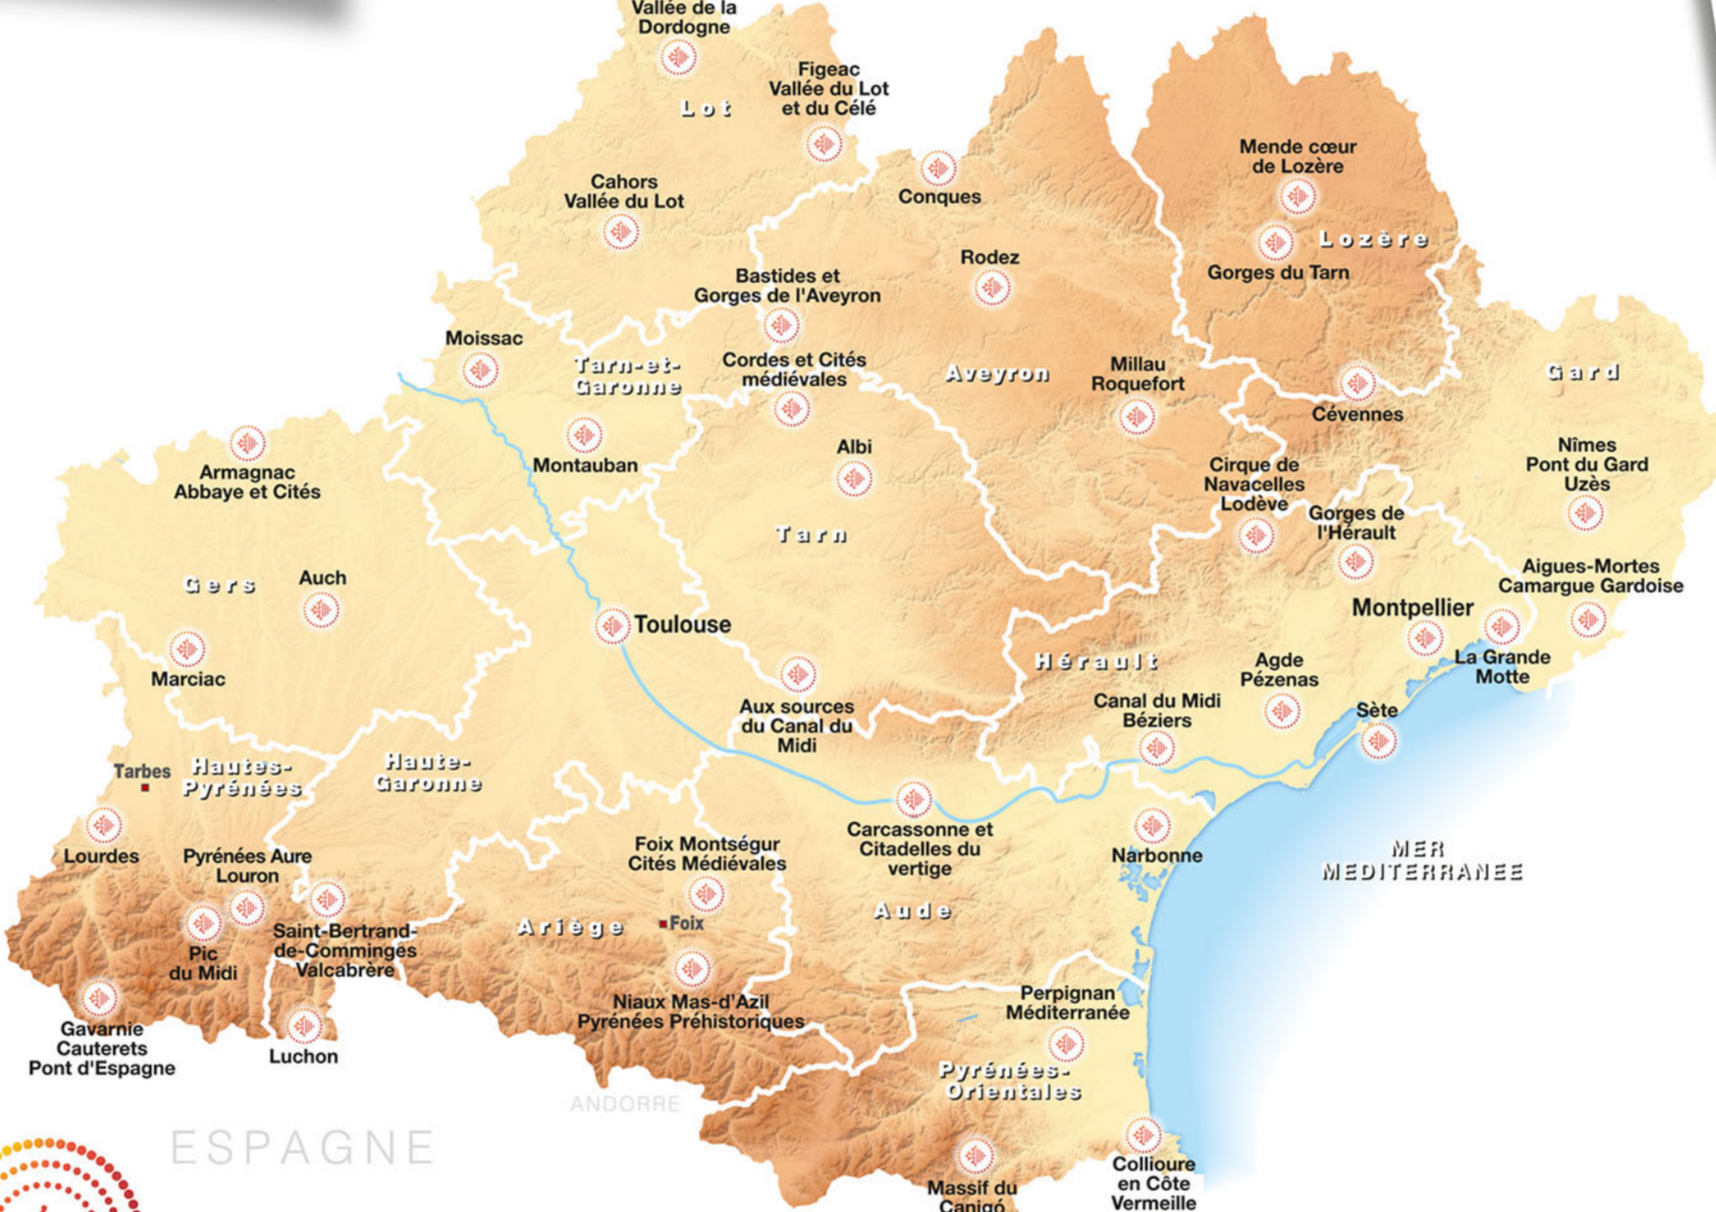 Vallée de la
Dordogne
Figeac
Vallée du Lot
et du Célé
Lot
Cahors
Vallée du Lot
Conques
Mende cœur
de Lozère
Lozère
Gorges du Tarn
Rodez
Bastides et
Gorges de l'Aveyron
Moissac
Tarn-et-
Garonne
Cordes et Cités
médiévales
Aveyron
Millau
Roquefort
Cévennes
Gard
Armagnac
Abbaye et Cités
Montauban
Albi
Cirque de
Navacelles
Lodève
Gorges de
l'Hérault
Nîmes
Pont du Gard
Uzès
Tarn
Gers
Auch
Aigues-Mortes
Camargue Gardoise
Toulouse
Montpellier
Marciac
Hérault
Agde
Pézenas
La Grande
Motte
Aux sources
du Canal du
Midi
Canal du Midi
Béziers
Sète
Tarbes
Hautes-
Pyrénées
Haute-
Garonne
Lourdes
Pyrénées Aure
Louron
Foix Montségur
Cités Médiévales
Carcassonne et
Citadelles du
vertige
Narbonne
MER
MEDITERRANEE
Ariège
Foix
Aude
Pic
du Midi
Saint-Bertrand-
de-Comminges
Valcabrère
Niaux Mas-d'Azil
Pyrénées Préhistoriques
Perpignan
Méditerranée
Gavarnie
Cauterets
Pont d'Espagne
Luchon
Pyrénées-
Orientales
ANDORRE
ESPAGNE
Massif du
Canigó
Collioure
en Côte
Vermeille